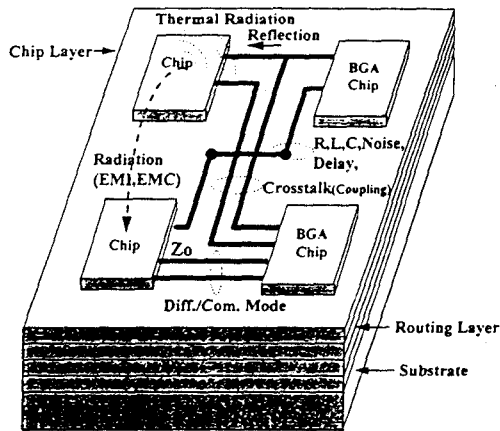 Thermal Radiation
Reflection
Chip Layer
Chip
BGA
Chip
R,L,C,Noise,
Delay,
Radiation
(EMI,EMC)
Crosstalk(Coupling)
Chip
Zo
BGA
Chip
Diff./Com. Mode
Routing Layer
Substrate